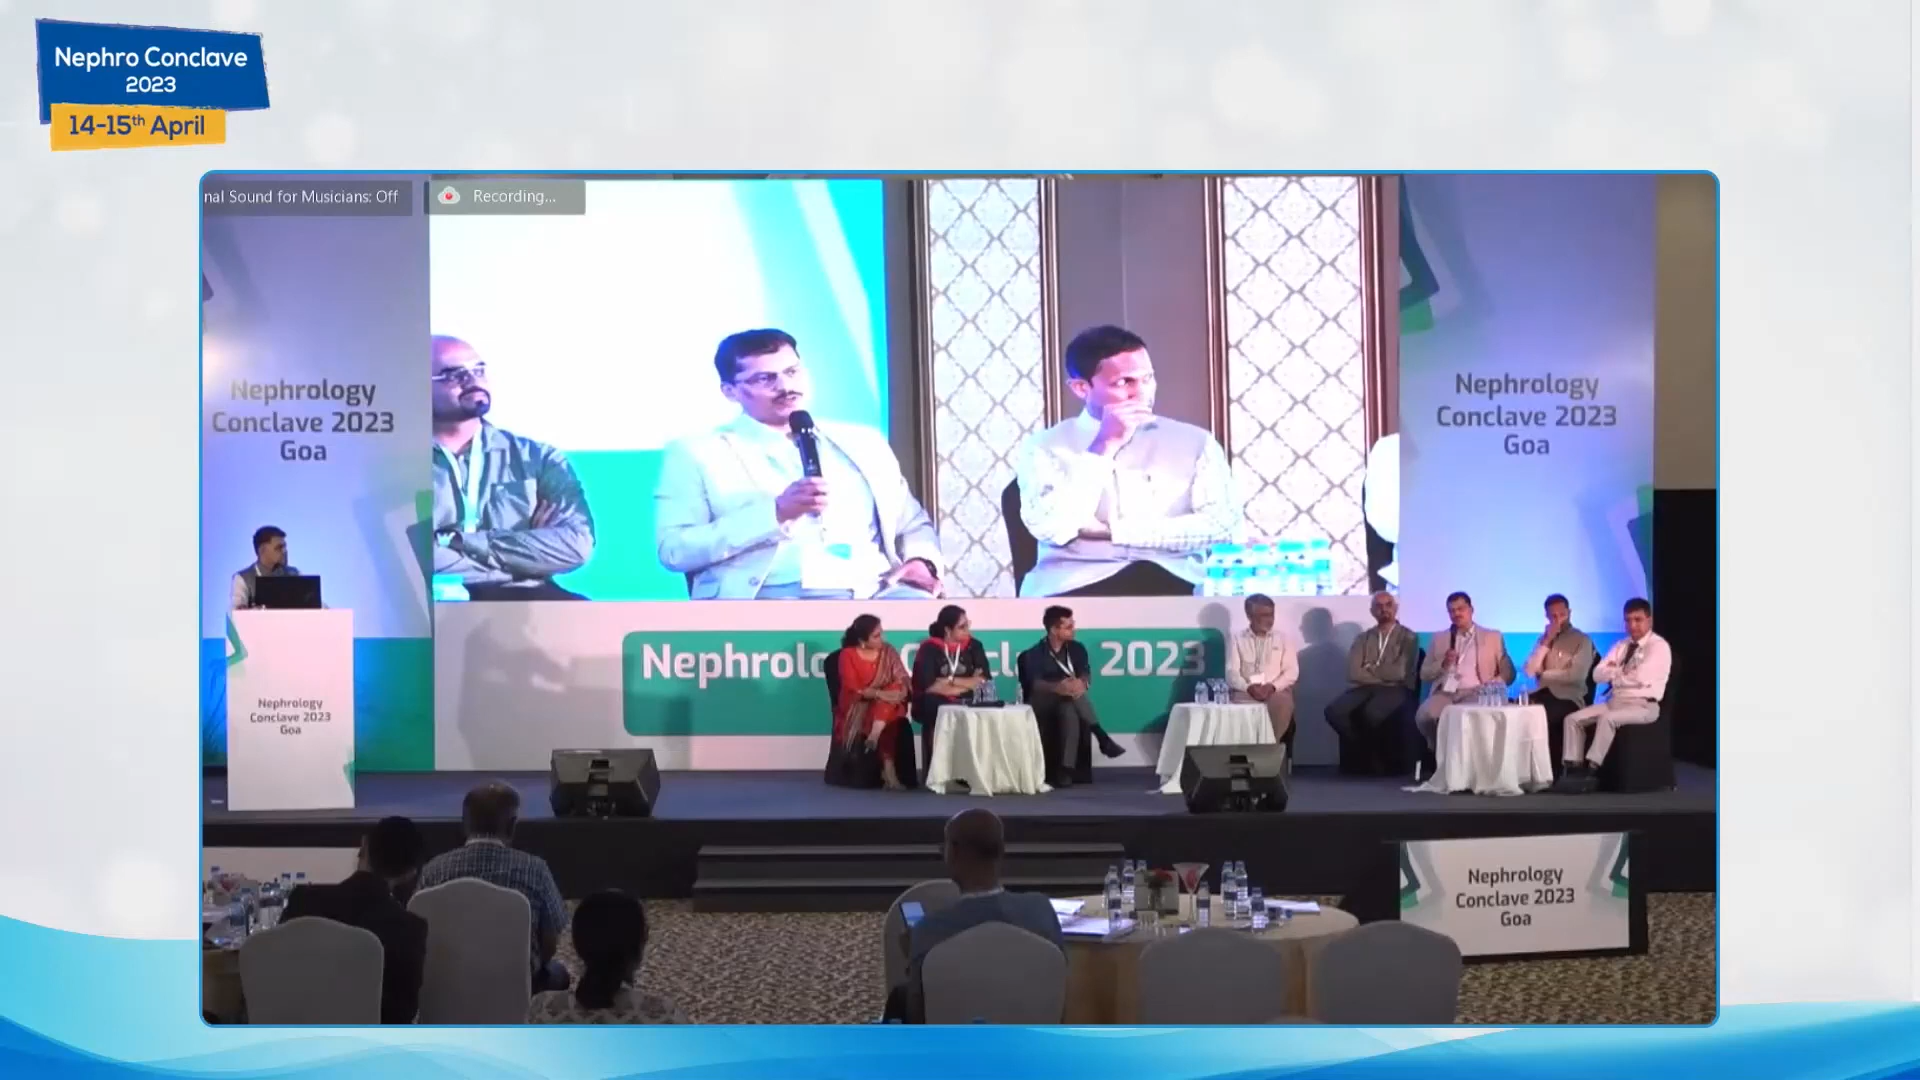 Nephro Conclave
2023
14-15th April
nal Sound for Musicians: Off
Recording...
Nephrology
Conclave 2023
Goa
Nephrology
Conclave 2023
Goa
2023
Nephrology
Conclave 2023
Goa
Nephrology
Conclave 2023
Goa